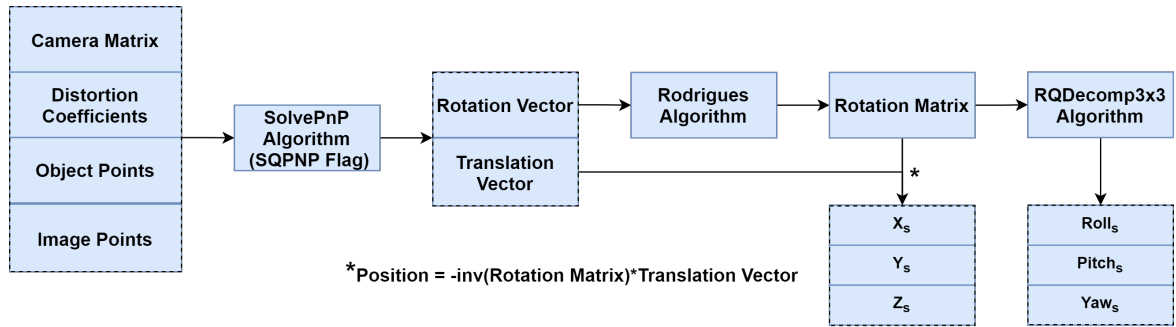 Camera Matrix
Distortion
Coefficients
Object Points
Image Points
SolvePnP
Algorithm
(SQPNP Flag)
Rotation Vector
Translation
Vector
Rodrigues
Algorithm
Rotation Matrix
RQDecomp3x3
Algorithm
*
Xs
Ys
Zs
Rolls
Pitchs
Yaws
*Position = -inv(Rotation Matrix)*Translation Vector